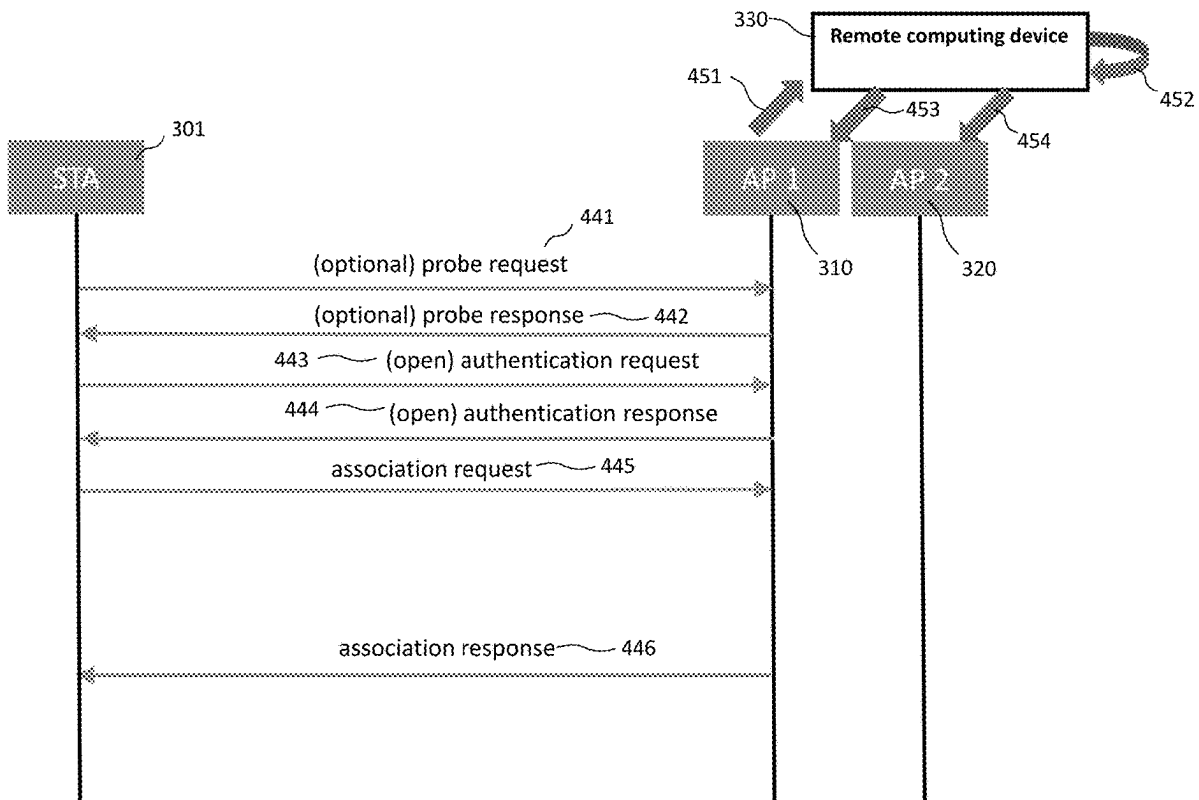 330
Remote computing device
451
453
452
454
301
STA
AP 1
AP 2
441
310
320
(optional) probe request
(optional) probe response 442
443 (open) authentication request
444 (open) authentication response
association request 445
association response 446